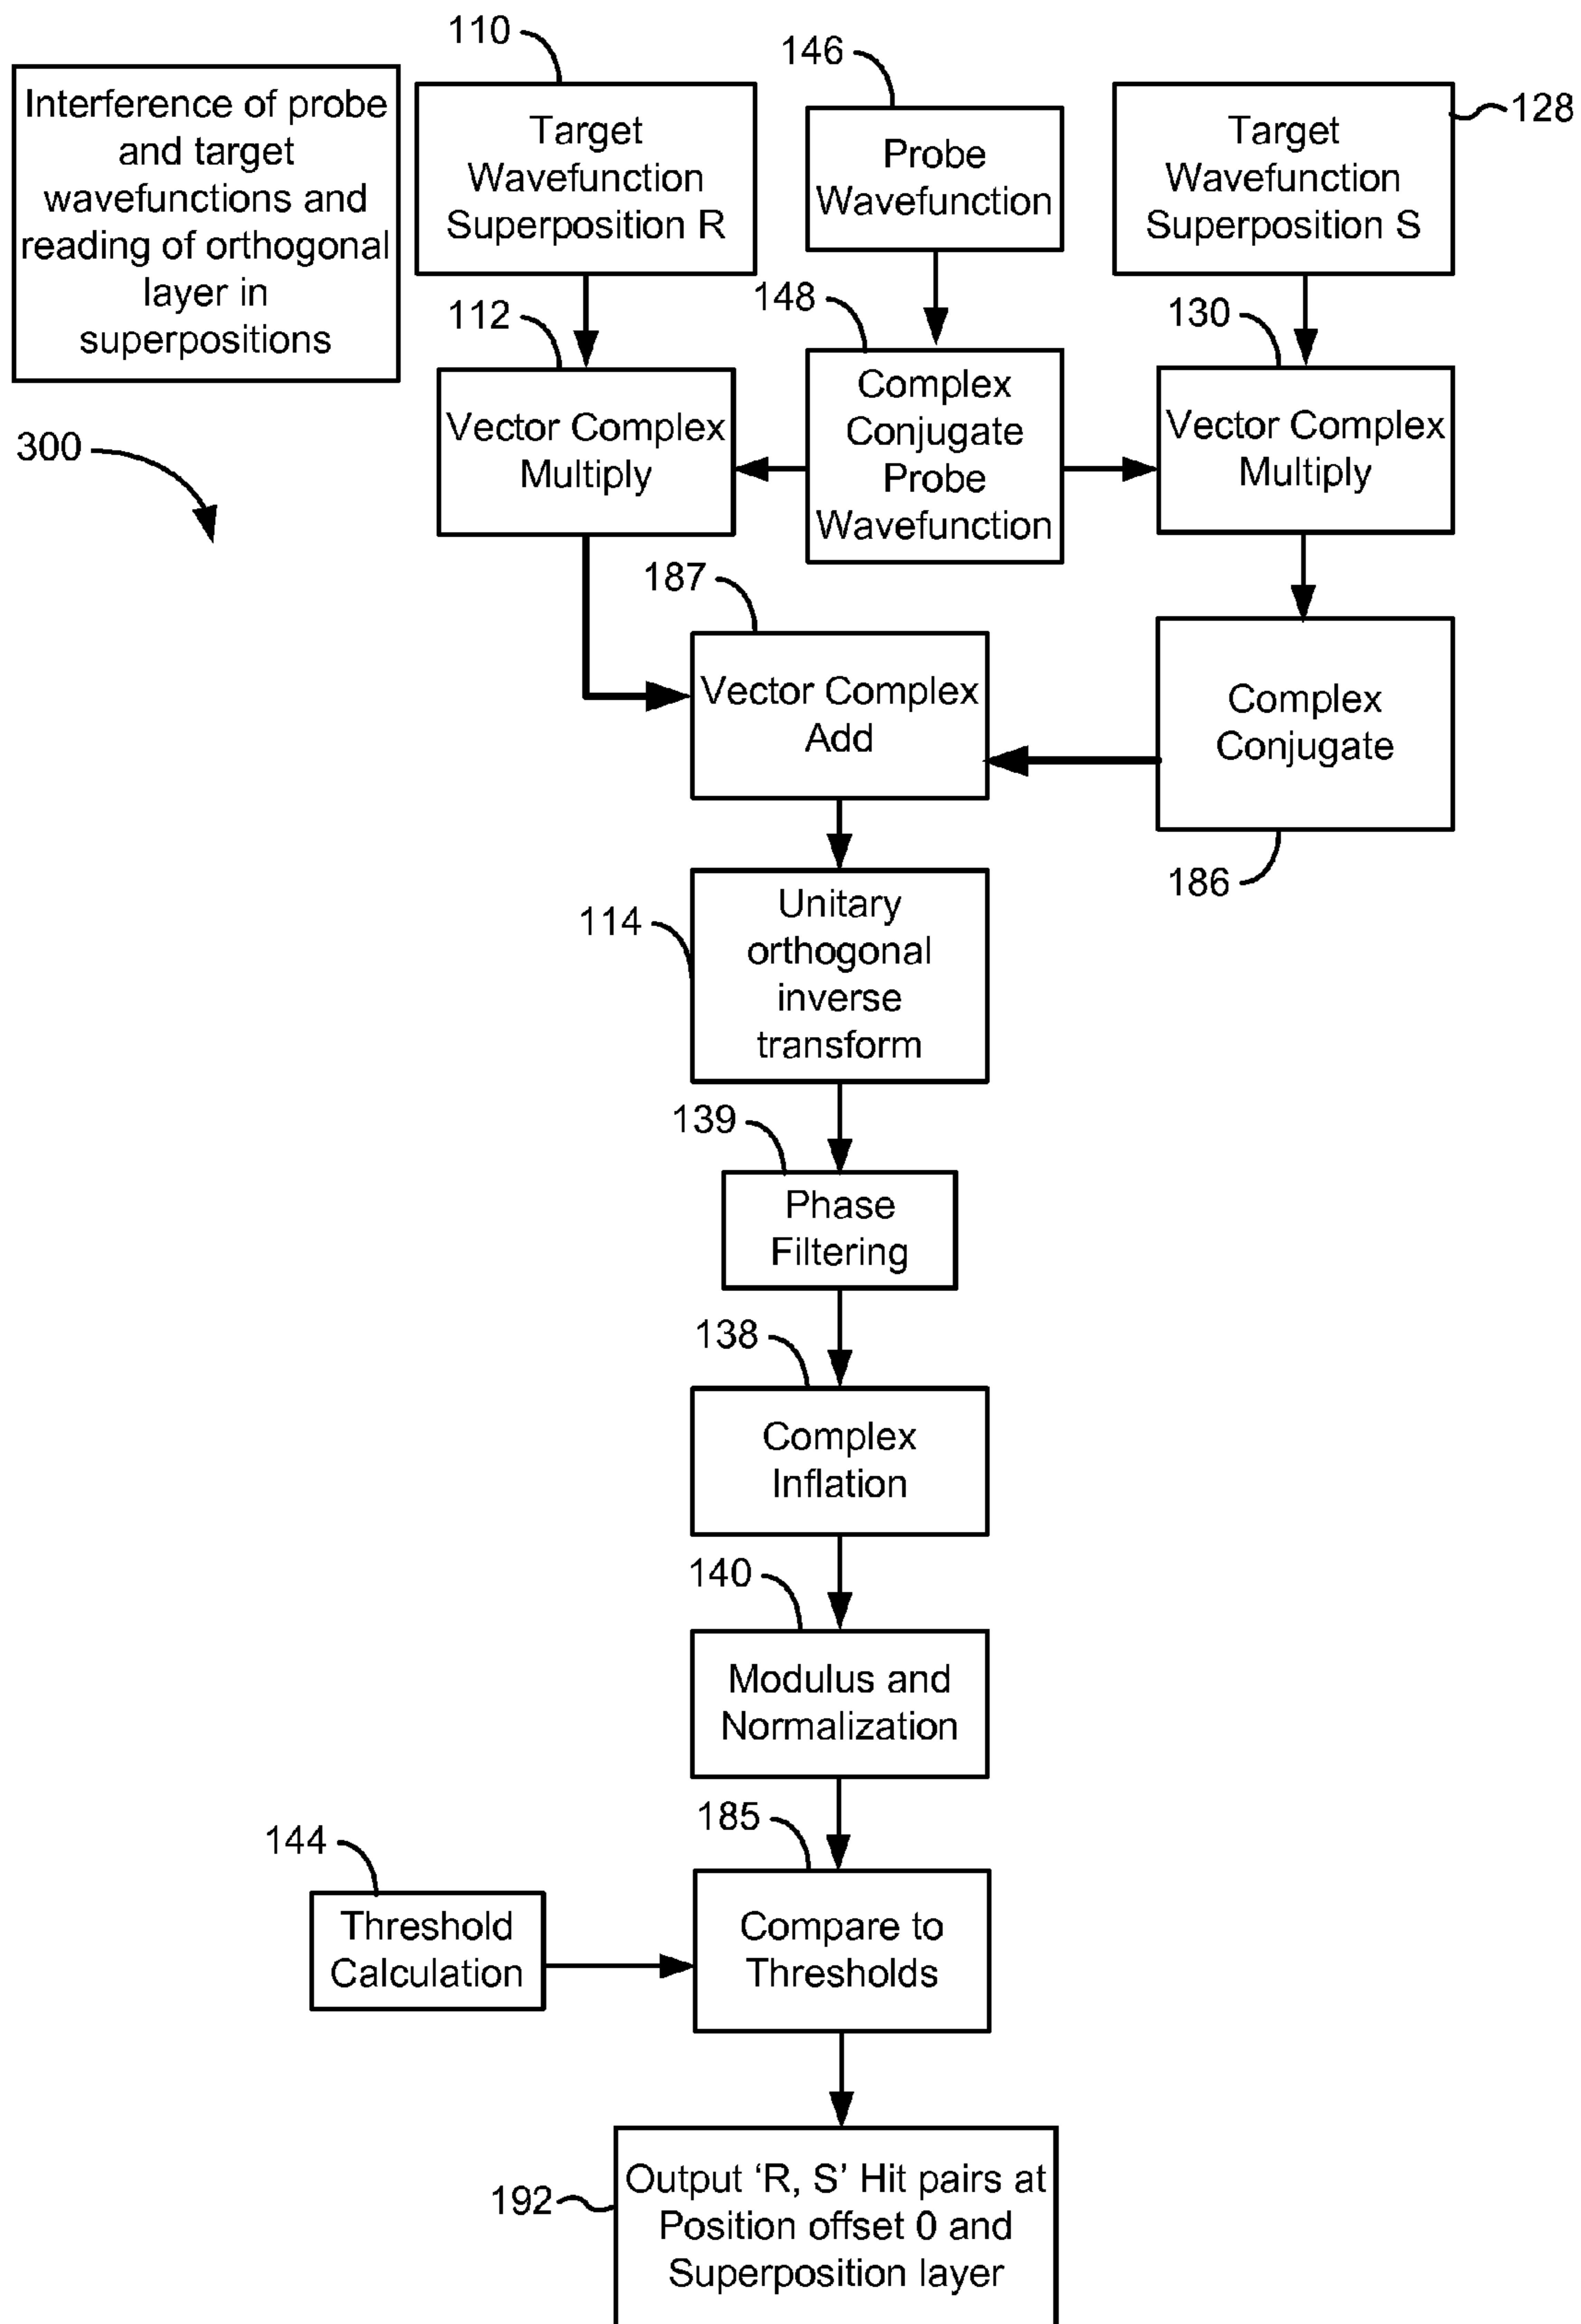 110
146
128
Interference of probe
and target
wavefunctions and
reading of orthogonal
layer in
superpositions
Target
Wavefunction
Superposition R
Probe
Wavefunction
Target
Wavefunction
Superposition S
300
112
148
130
Vector Complex
Multiply
Complex
Conjugate
Probe
Wavefunction
Vector Complex
Multiply
187
Vector Complex
Add
Complex
Conjugate
186
114
Unitary
orthogonal
inverse
transform
139
Phase
Filtering
138
Complex
Inflation
140
Modulus and
Normalization
185
144
Threshold
Calculation
Compare to
Thresholds
192
Output ‘R, S’ Hit pairs at
Position offset 0 and
Superposition layer